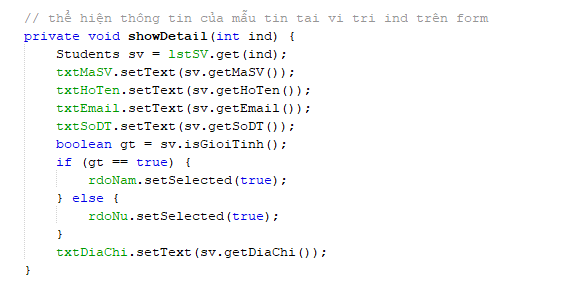 // thể hiện thông tin của mẫu tin tai vi tri ind trên form
private void showDetail(int ind) {
Students sv = lstSV.get(ind);
txtMaSV.setText(sv.getMaSV());
txtHoTen.setText(sv.getHoTen());
txtEmail.setText(sv.getEmail());
txtSoDT.setText(sv.getSoDT());
boolean gt = sv.isGioiTinh();
if (gt == true) {
rdoNam.setSelected(true);
} else {
rdoNu.setSelected(true);
}
txtDiaChi.setText(sv.getDiaChi());
}